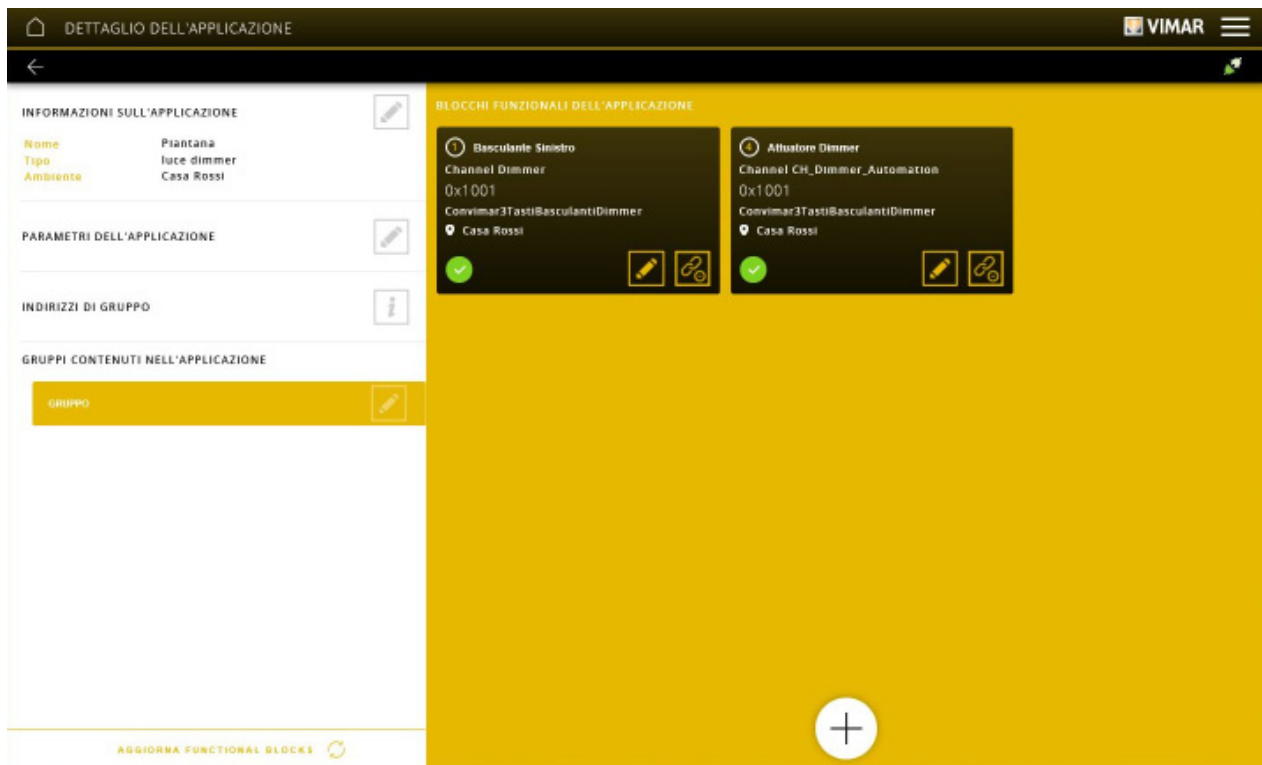 DETTAGLIO DELL'APPLICAZIONE
VIMAR
INFORMAZIONI SULL'APPLICAZIONE
Nome Piantana
Tipo luce dimmer
Ambiente Casa Rossi
PARAMETRI DELL'APPLICAZIONE
INDIRIZZI DI GRUPPO
i
GRUPPI CONTENUTI NELL'APPLICAZIONE
GRUPPO
AGGIORNA FUNCTIONAL BLOCKS
BLOCCHI FUNZIONALI DELL'APPLICAZIONE
1 Basculante Sinistro
Channel Dimmer
0x1001
Convimar3TastiBasculantiDimmer
Casa Rossi
4 Attuatore Dimmer
Channel CH_Dimmer_Automation
0x1001
Convimar3TastiBasculantiDimmer
Casa Rossi